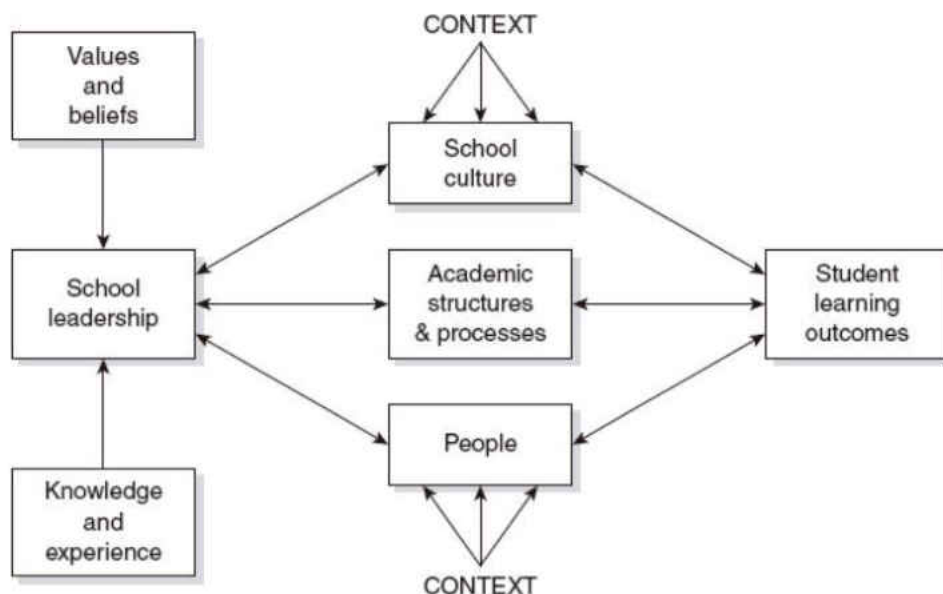 CONTEXT
Values
and
beliefs
School
culture
School
leadership
Academic
structures
& processes
Student
learning
outcomes
People
Knowledge
and
experience
CONTEXT